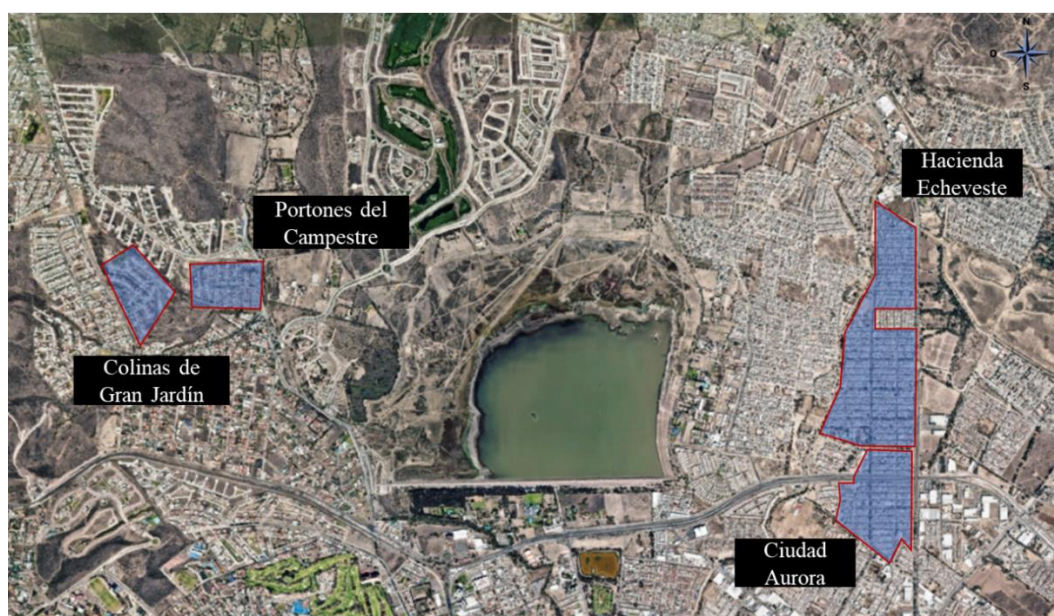 N
O
S
Hacienda
Echeveste
Portones del
Campestre
Colinas de
Gran Jardín
Ciudad
Aurora